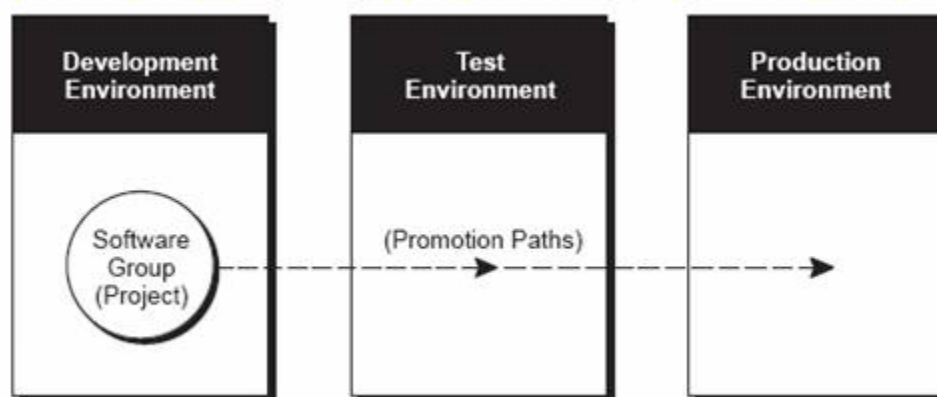 Development
Environment
Test
Environment
Production
Environment
Software
Group
(Project)
(Promotion Paths)